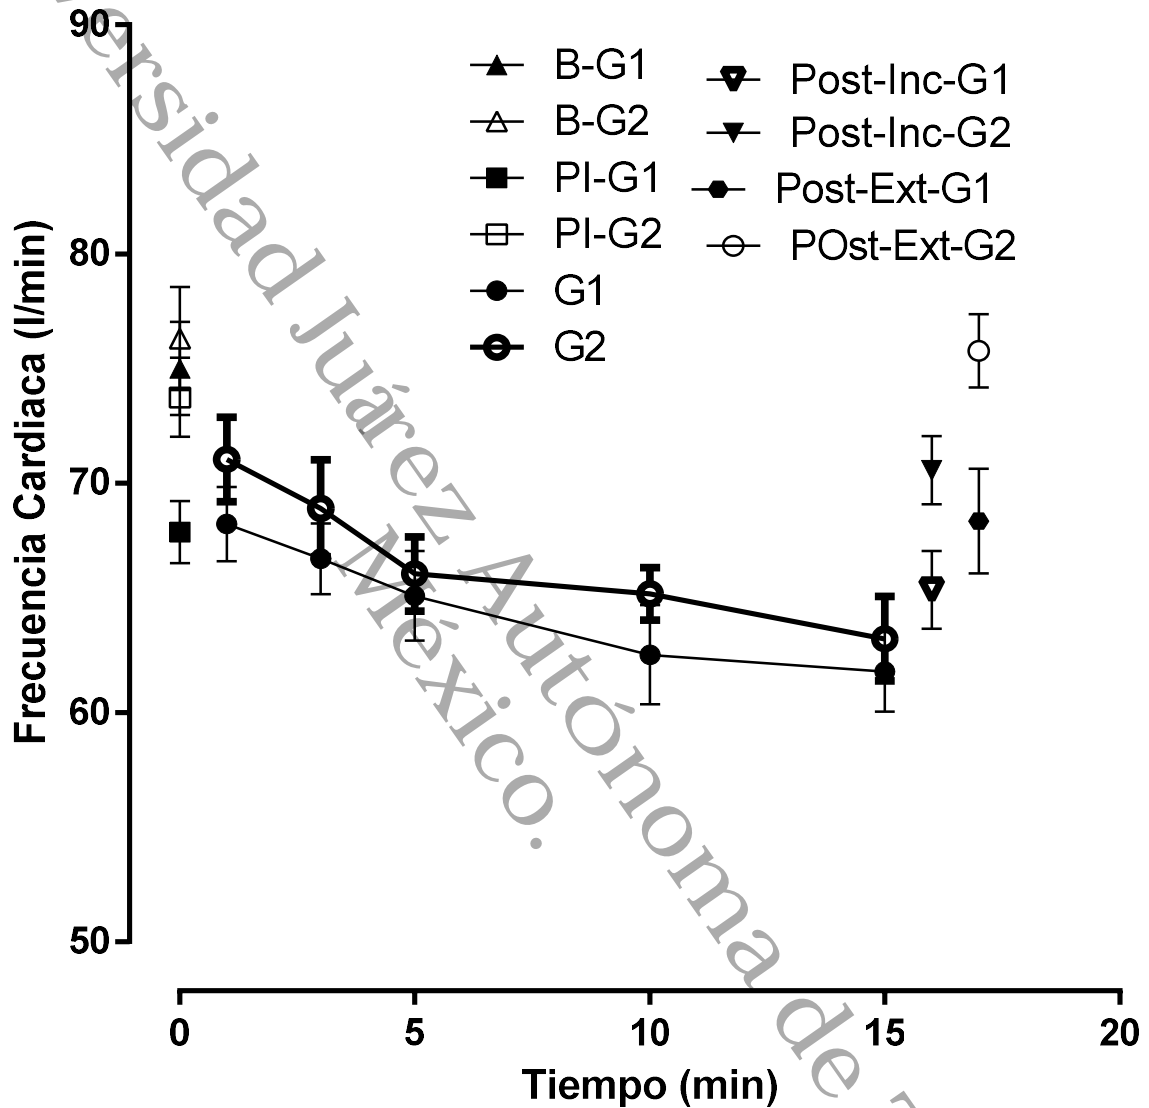 90
80
70
60
50
Frecuencia Cardiaca (l/min)
B-G1
B-G2
PI-G1
PI-G2
G1
G2
Post-Inc-G1
Post-Inc-G2
Post-Ext-G1
POst-Ext-G2
0
5
10
15
20
Tiempo (min)
versidad Juárez Autónoma de
México.